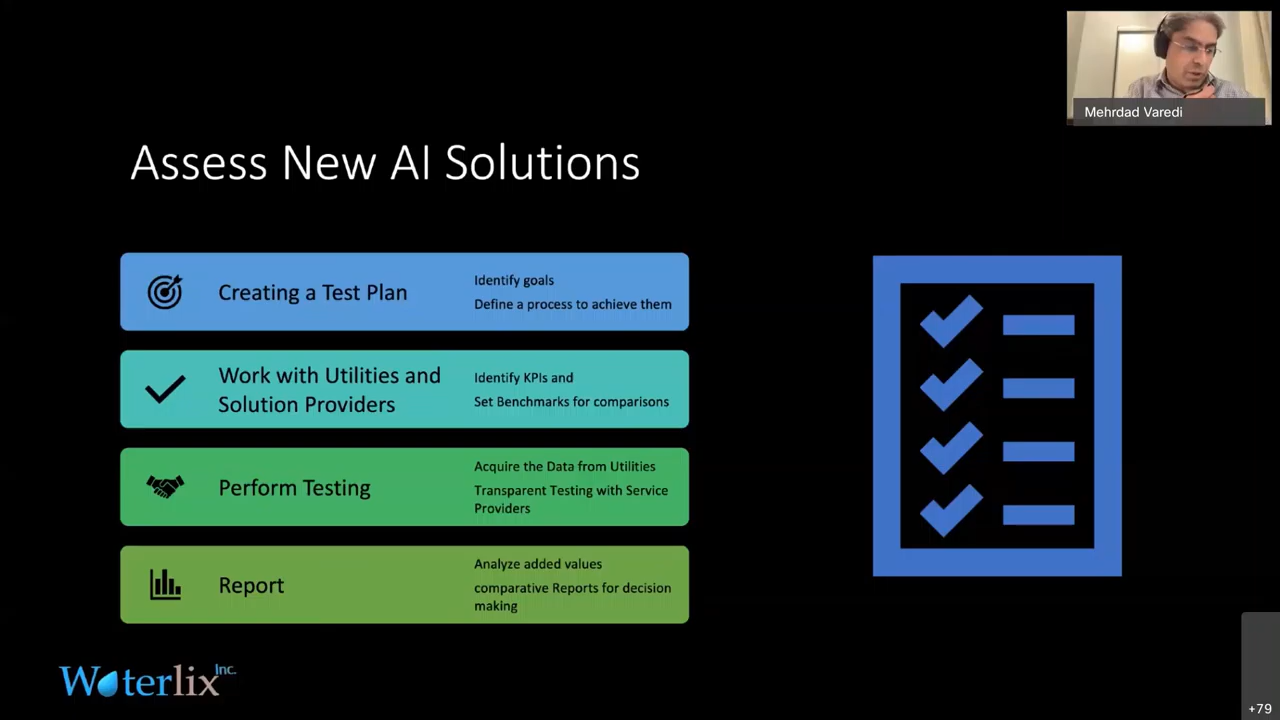 Mehrdad Varedi
Assess New AI Solutions
Creating a Test Plan
Identify goals
Define a process to achieve them
Work with Utilities and
Solution Providers
Identify KPIs and
Set Benchmarks for comparisons
Perform Testing
Acquire the Data from Utilities
Transparent Testing with Service
Providers
Report
Analyze added values
comparative Reports for decision
making
Waterlix Inc.
+79